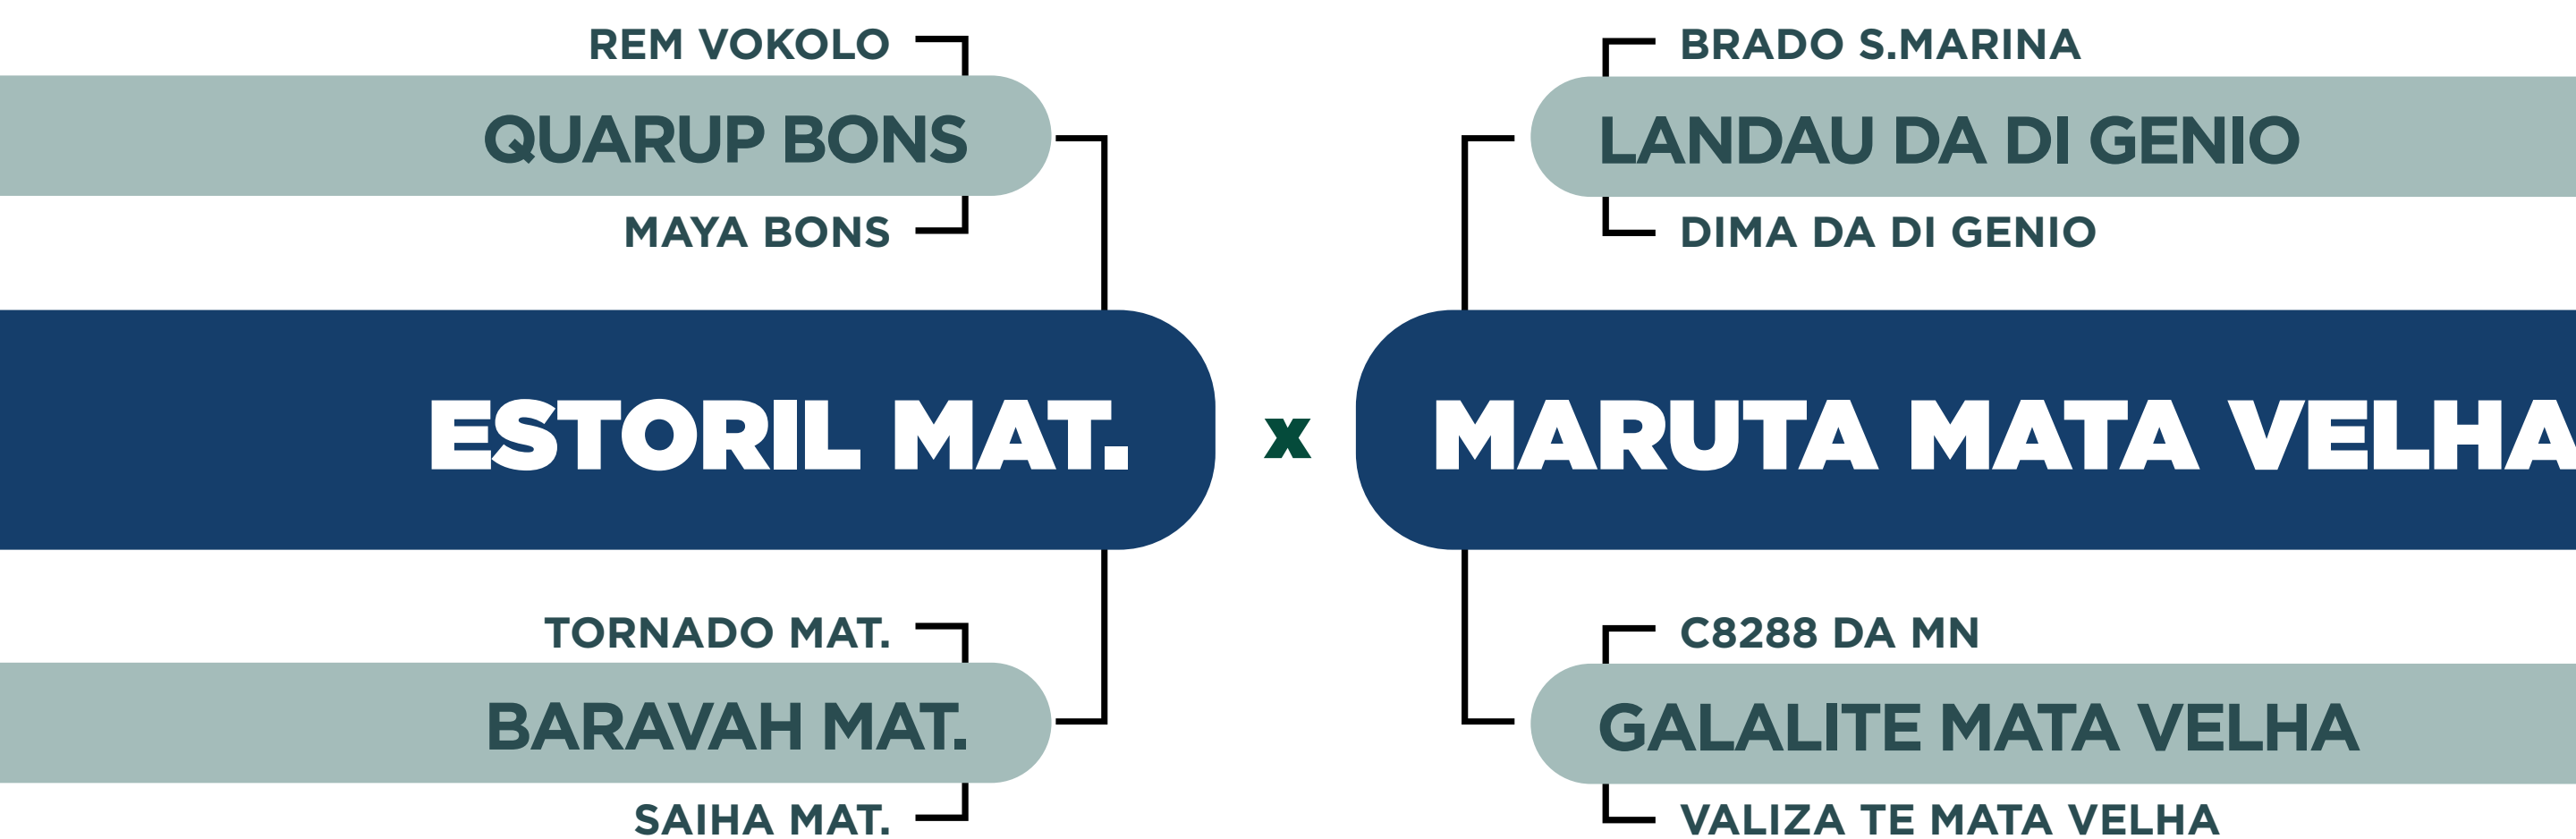 REM VOKOLO
QUARUP BONS
MAYA BONS
ESTORIL MAT.
TORNADO MAT.
BARAVAH MAT.
SAIHA MAT.
x
BRADO S.MARINA
LANDAU DA DI GENIO
DIMA DA DI GENIO
MARUTA MATA VELHA
C8288 DA MN
GALALITE MATA VELHA
VALIZA TE MATA VELHA